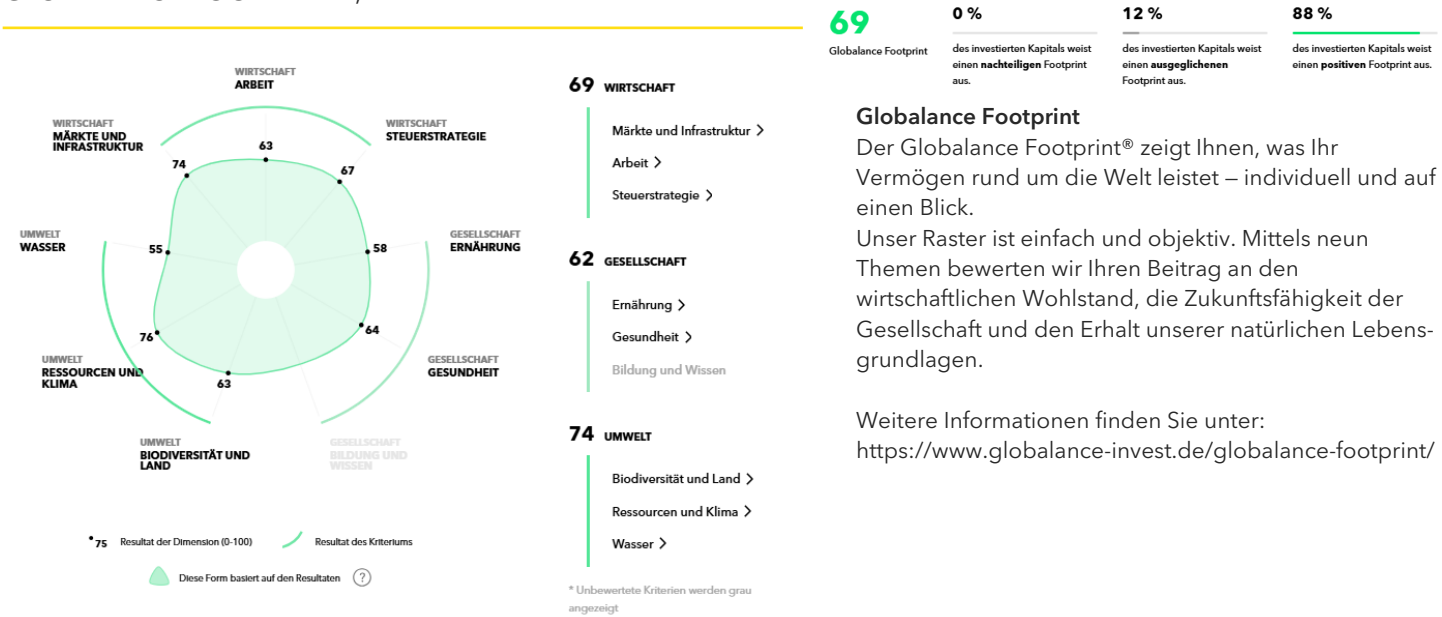 69
Globalance Footprint
0 %
des investierten Kapitals weist
einen nachteiligen Footprint
aus.
12 %
des investierten Kapitals weist
einen ausgeglichenen
Footprint aus.
88 %
des investierten Kapitals weist
einen positiven Footprint aus.
WIRTSCHAFT
ARBEIT
WIRTSCHAFT
MÄRKTE UND
INFRASTRUKTUR
WIRTSCHAFT
STEUERSTRATEGIE
63
74
67
UMWELT
WASSER
55
58
GESELLSCHAFT
ERNÄHRUNG
76
64
63
UMWELT
RESSOURCEN UND
KLIMA
GESELLSCHAFT
GESUNDHEIT
UMWELT
BIODIVERSITÄT UND
LAND
GESELLSCHAFT
BILDUNG UND
WISSEN
75 Resultat der Dimension (0-100)
Resultat des Kriteriums
Diese Form basiert auf den Resultaten ?
69 WIRTSCHAFT
Märkte und Infrastruktur >
Arbeit >
Steuerstrategie >
62 GESELLSCHAFT
Ernährung >
Gesundheit >
Bildung und Wissen
74 UMWELT
Biodiversität und Land >
Ressourcen und Klima >
Wasser >
* Unbewertete Kriterien werden grau
angezeigt
Globalance Footprint
Der Globalance Footprint® zeigt Ihnen, was Ihr
Vermögen rund um die Welt leistet – individuell und auf
einen Blick.
Unser Raster ist einfach und objektiv. Mittels neun
Themen bewerten wir Ihren Beitrag an den
wirtschaftlichen Wohlstand, die Zukunftsfähigkeit der
Gesellschaft und den Erhalt unserer natürlichen Lebens-
grundlagen.
Weitere Informationen finden Sie unter:
https://www.globalance-invest.de/globalance-footprint/